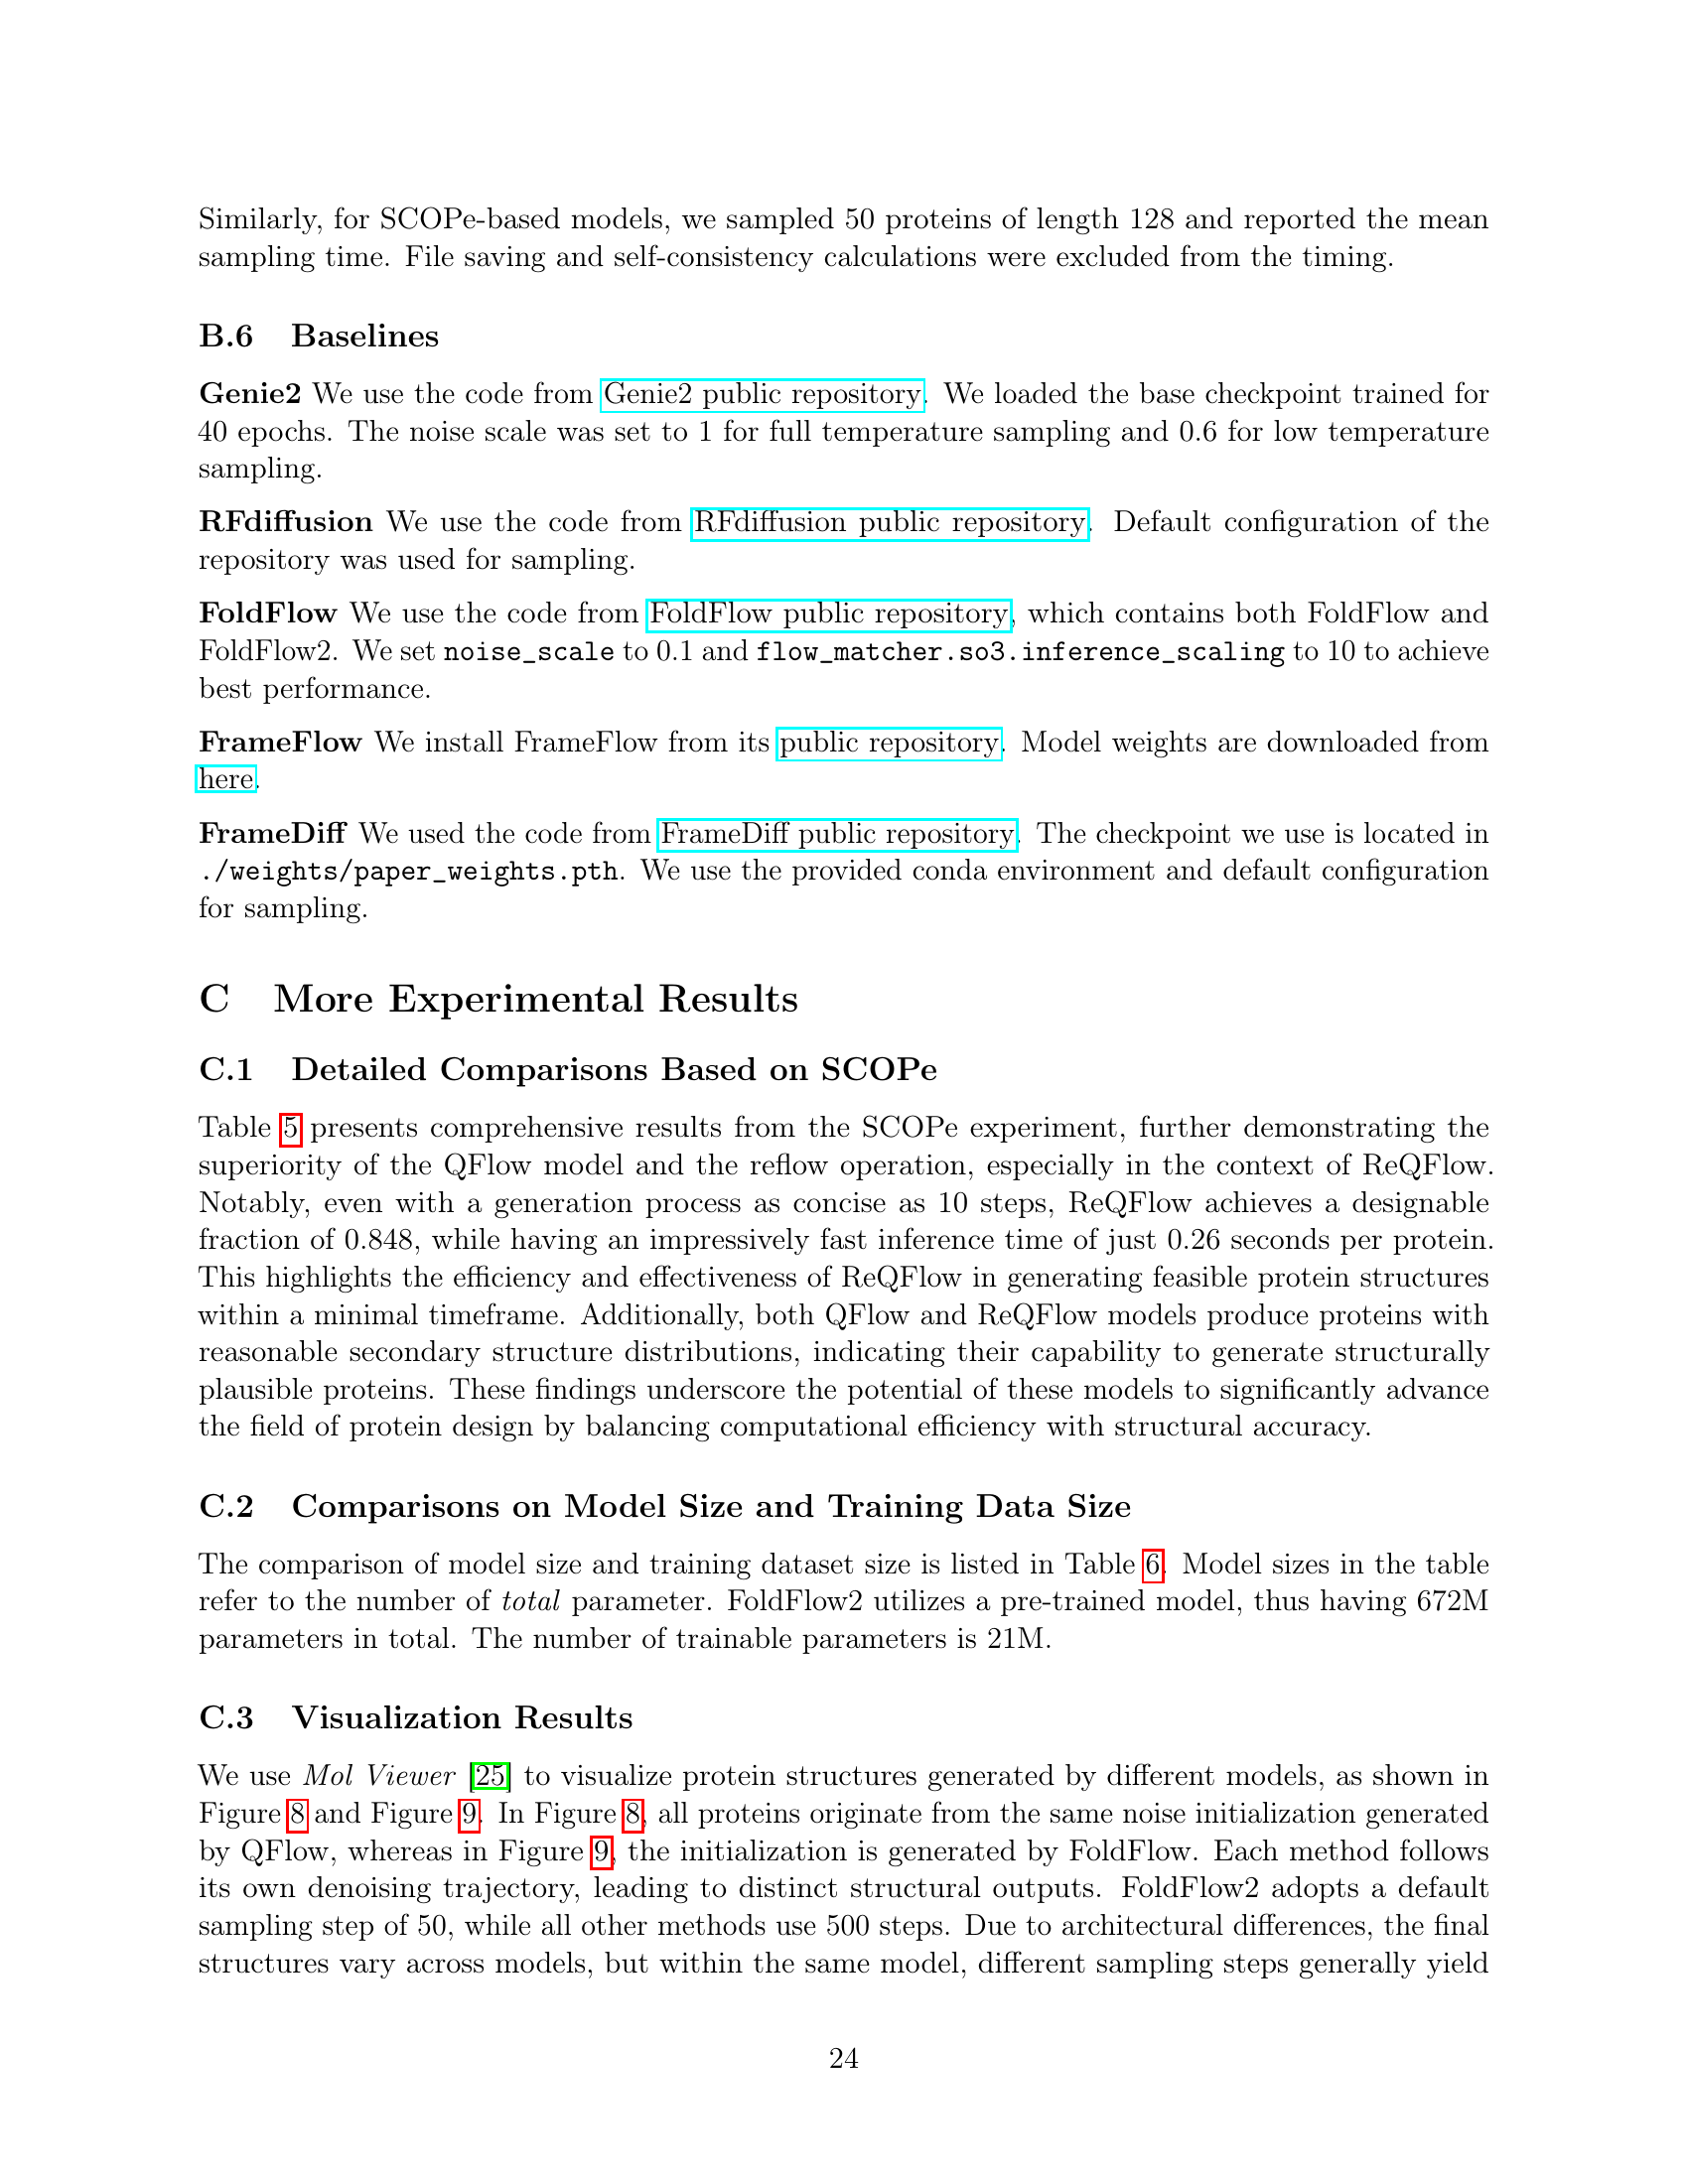 Similarly, for SCOPe-based models, we sampled 50 proteins of length 128 and reported the mean
sampling time. File saving and self-consistency calculations were excluded from the timing.
B.6 Baselines
Genie2 We use the code from Genie2 public repository. We loaded the base checkpoint trained for
40 epochs. The noise scale was set to 1 for full temperature sampling and 0.6 for low temperature
sampling.
RFdiffusion We use the code from RFdiffusion public repository. Default configuration of the
repository was used for sampling.
FoldFlow We use the code from FoldFlow public repository, which contains both FoldFlow and
FoldFlow2. We set noise_scale to 0.1 and flow_matcher.so3.inference_scaling to 10 to achieve
best performance.
FrameFlow We install FrameFlow from its public repository. Model weights are downloaded from
here.
FrameDiff We used the code from FrameDiff public repository. The checkpoint we use is located in
./weights/paper_weights.pth. We use the provided conda environment and default configuration
for sampling.
C More Experimental Results
C.1 Detailed Comparisons Based on SCOPe
Table 5 presents comprehensive results from the SCOPe experiment, further demonstrating the
superiority of the QFlow model and the reflow operation, especially in the context of ReQFlow.
Notably, even with a generation process as concise as 10 steps, ReQFlow achieves a designable
fraction of 0.848, while having an impressively fast inference time of just 0.26 seconds per protein.
This highlights the efficiency and effectiveness of ReQFlow in generating feasible protein structures
within a minimal timeframe. Additionally, both QFlow and ReQFlow models produce proteins with
reasonable secondary structure distributions, indicating their capability to generate structurally
plausible proteins. These findings underscore the potential of these models to significantly advance
the field of protein design by balancing computational efficiency with structural accuracy.
C.2 Comparisons on Model Size and Training Data Size
The comparison of model size and training dataset size is listed in Table 6. Model sizes in the table
refer to the number of total parameter. FoldFlow2 utilizes a pre-trained model, thus having 672M
parameters in total. The number of trainable parameters is 21M.
C.3 Visualization Results
We use Mol Viewer [25] to visualize protein structures generated by different models, as shown in
Figure 8 and Figure 9. In Figure 8, all proteins originate from the same noise initialization generated
by QFlow, whereas in Figure 9, the initialization is generated by FoldFlow. Each method follows
its own denoising trajectory, leading to distinct structural outputs. FoldFlow2 adopts a default
sampling step of 50, while all other methods use 500 steps. Due to architectural differences, the final
structures vary across models, but within the same model, different sampling steps generally yield
24